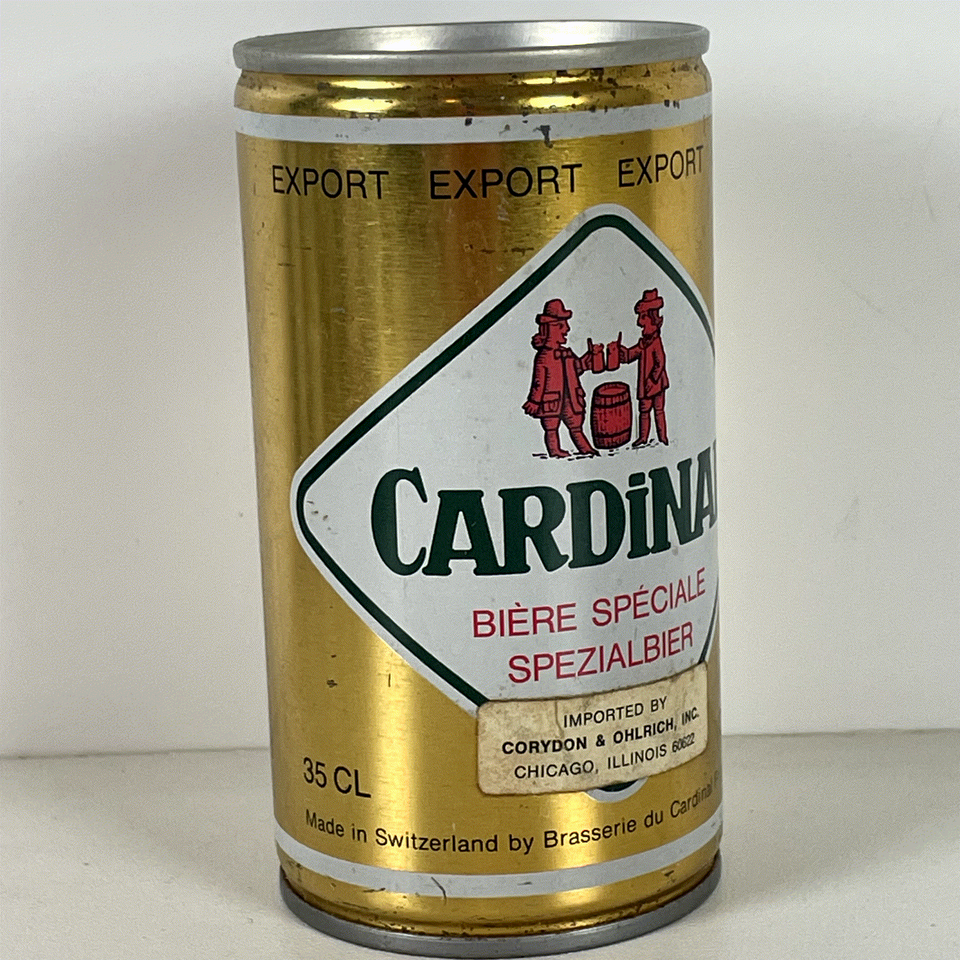 EXPORT EXPORT EXPORT
CARDiNA
BIÈRE SPÉCIALE
SPEZIALBIER
IMPORTED BY
CORYDON & OHLRICH, INC.
CHICAGO, ILLINOIS 60622
35 CL
Made in Switzerland by Brasserie du Cardinal